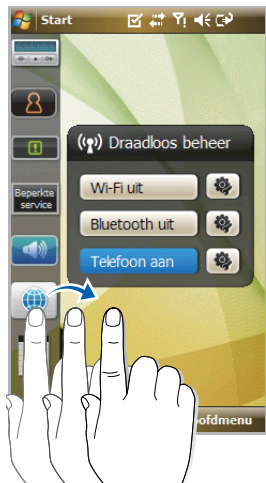 Start
Draadloos beheer
Wi-Fi uit
Bluetooth uit
Beperkte
service
Telefoon aan
ofdmenu